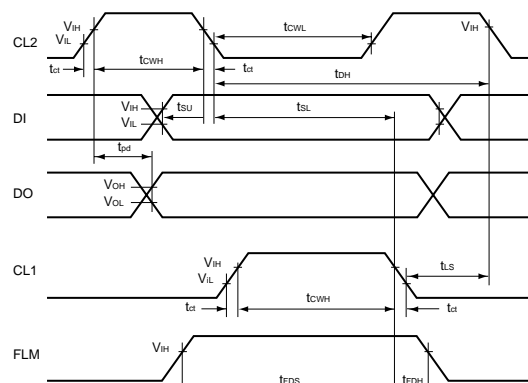 CL2
VIH
VIL
tCWL
VIH
tct
tCWH
tct
tDH
DI
VIH
VIL
tSU
tSL
tpd
DO
VOH
VOL
CL1
VIH
ViL
tLS
tct
tCWH
tct
FLM
VIH
tFDS
tFDH